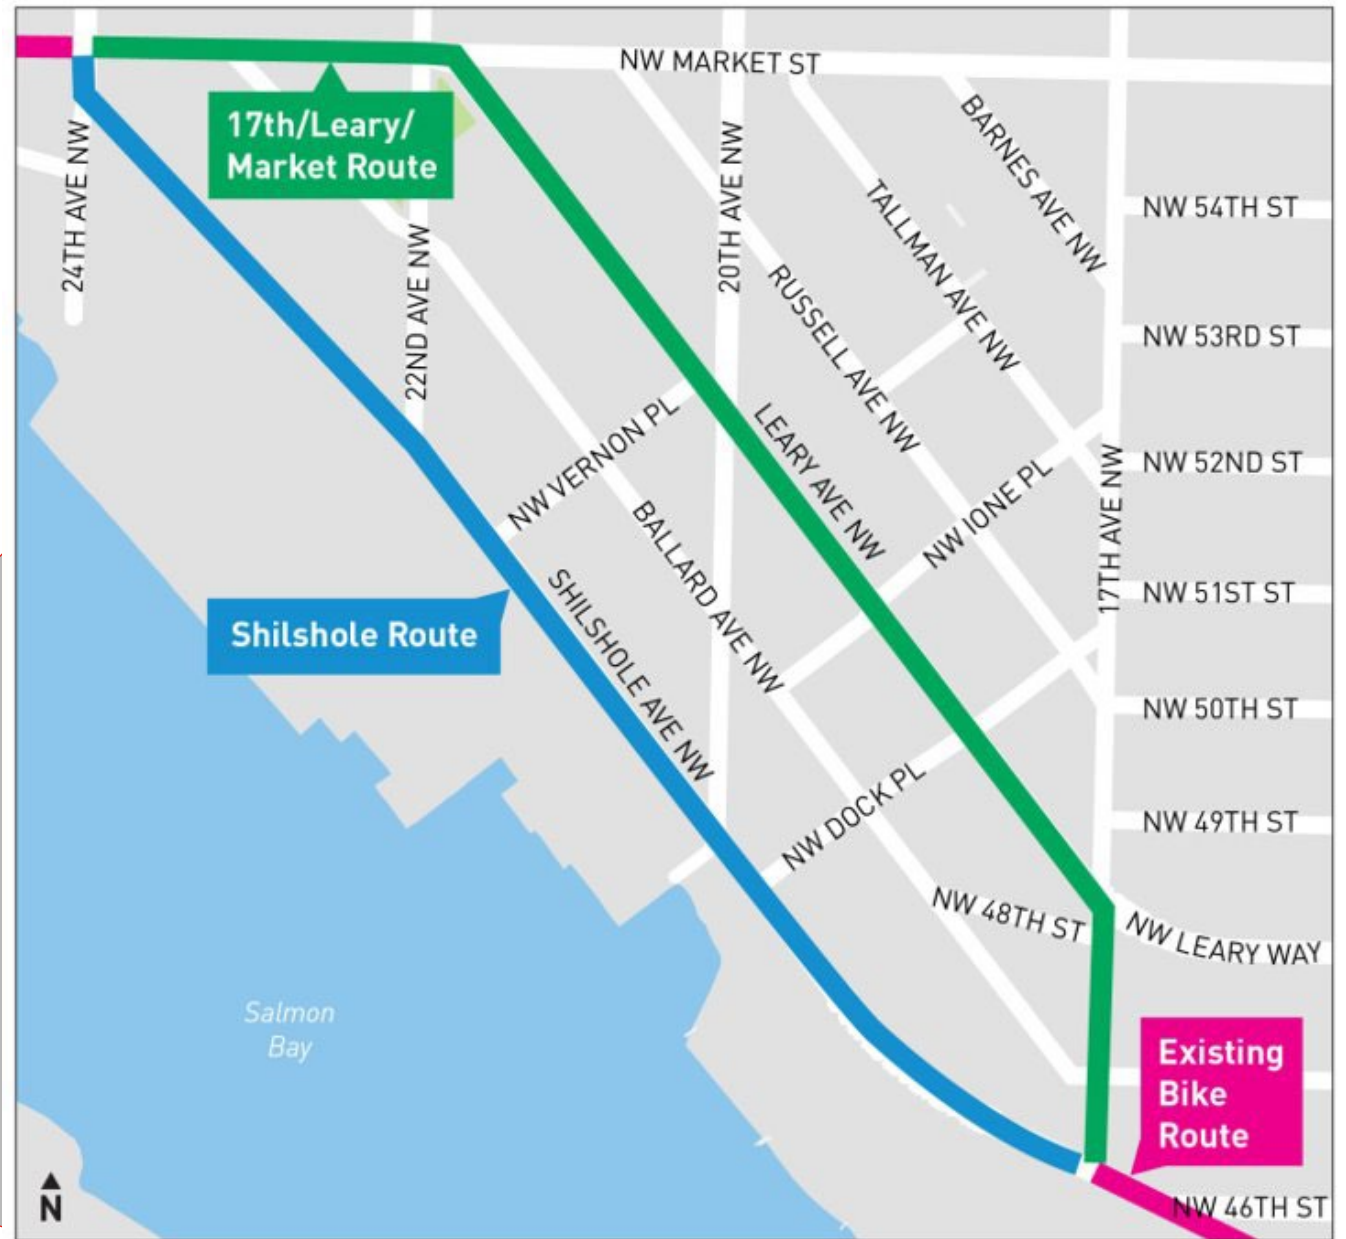 NW MARKET ST
17th/Leary/
Market Route
24TH AVE NW
22ND AVE NW
20TH AVE NW
BARNES AVE NW
TALLMAN AVE NW
RUSSELL AVE NW
NW 54TH ST
NW 53RD ST
NW 52ND ST
NW 51ST ST
NW 50TH ST
NW 49TH ST
17TH AVE NW
NW VERNON PL
LEARY AVE NW
NW IONE PL
BALLARD AVE NW
Shilshole Route
SHILSHOLE AVE NW
NW DOCK PL
NW 48TH ST
NW LEARY WAY
Salmon
Bay
Existing
Bike
Route
NW 46TH ST
N